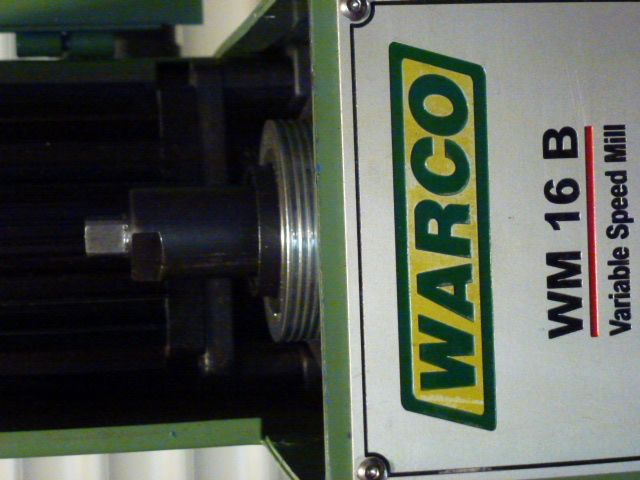 WARCO
WM 16 B
Variable Speed Mill